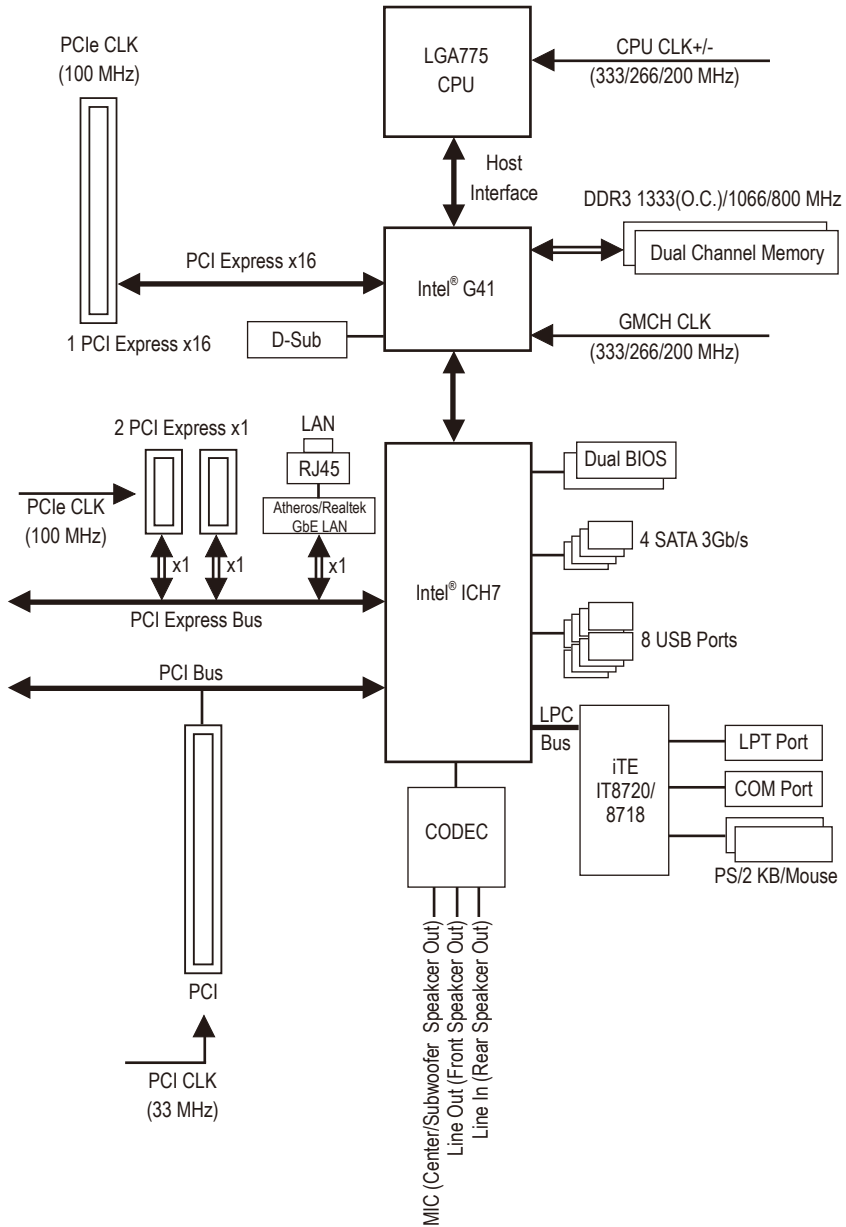 PCIe CLK
(100 MHz)
LGA775
CPU
CPU CLK+/-
(333/266/200 MHz)
Host
Interface
DDR3 1333(O.C.)/1066/800 MHz
Dual Channel Memory
PCI Express x16
Intel® G41
1 PCI Express x16
D-Sub
GMCH CLK
(333/266/200 MHz)
2 PCI Express x1
LAN
RJ45
Atheros/Realtek
GbE LAN
PCIe CLK
(100 MHz)
x1
x1
x1
PCI Express Bus
Intel® ICH7
Dual BIOS
4 SATA 3Gb/s
8 USB Ports
PCI Bus
LPC
Bus
iTE
IT8720/
8718
LPT Port
COM Port
PS/2 KB/Mouse
CODEC
PCI
PCI CLK
(33 MHz)
MIC (Center/Subwoofer Speakcer Out)
Line Out (Front Speakcer Out)
Line In (Rear Speakcer Out)